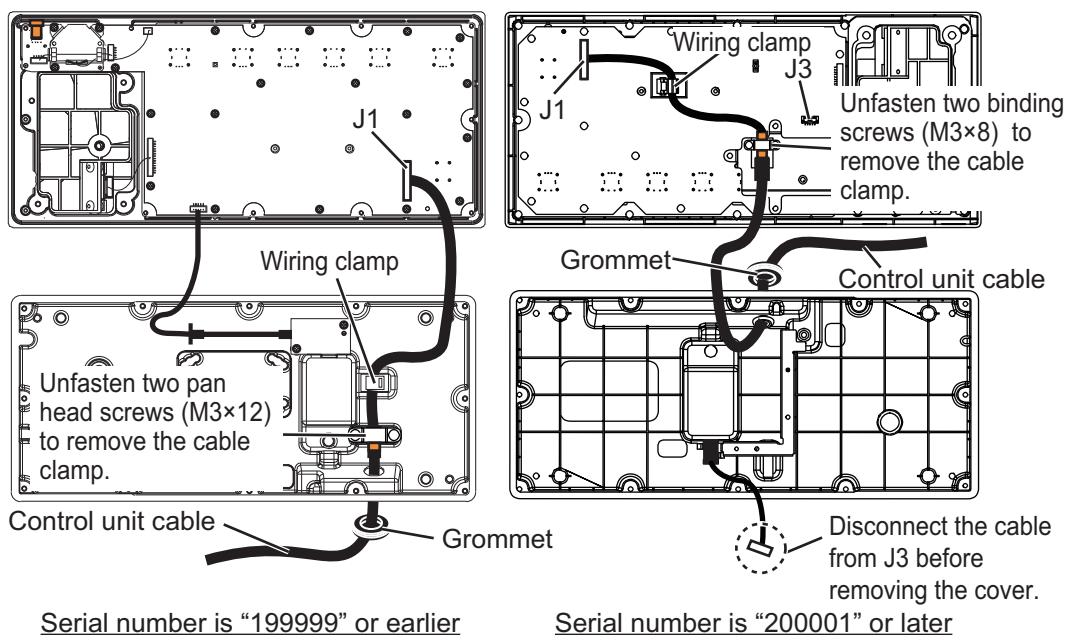 J1
Wiring clamp
Unfasten two pan
head screws (M3×12)
to remove the cable
clamp.
Control unit cable
Grommet
Serial number is “199999” or earlier
Wiring clamp
J3
J1
Unfasten two binding
screws (M3×8) to
remove the cable
clamp.
Grommet
Control unit cable
Disconnect the cable
from J3 before
removing the cover.
Serial number is “200001” or later